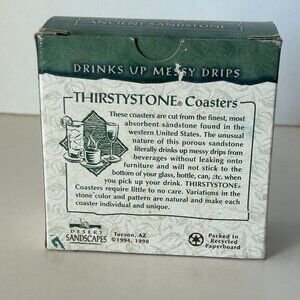 ANCIENT SANDSTONE
DRINKS UP MESSY DRIPS
THIRSTYSTONE® Coasters
These coasters are cut from the finest, most
absorbent sandstone found in the
western United States. The unusual
nature of this porous sandstone
literally drinks up messy drips from
beverages without leaking onto
furniture and will not stick to the
bottom of your glass, bottle, can, etc. when
you pick up your drink. THIRSTYSTONE®
Coasters require little to no care. Variations in the
stone color and pattern are natural and make each
coaster individual and unique.
DESERT
SANDSCAPES
Tucson, AZ
©1994, 1998
Packed In
Recycled
Paperboard